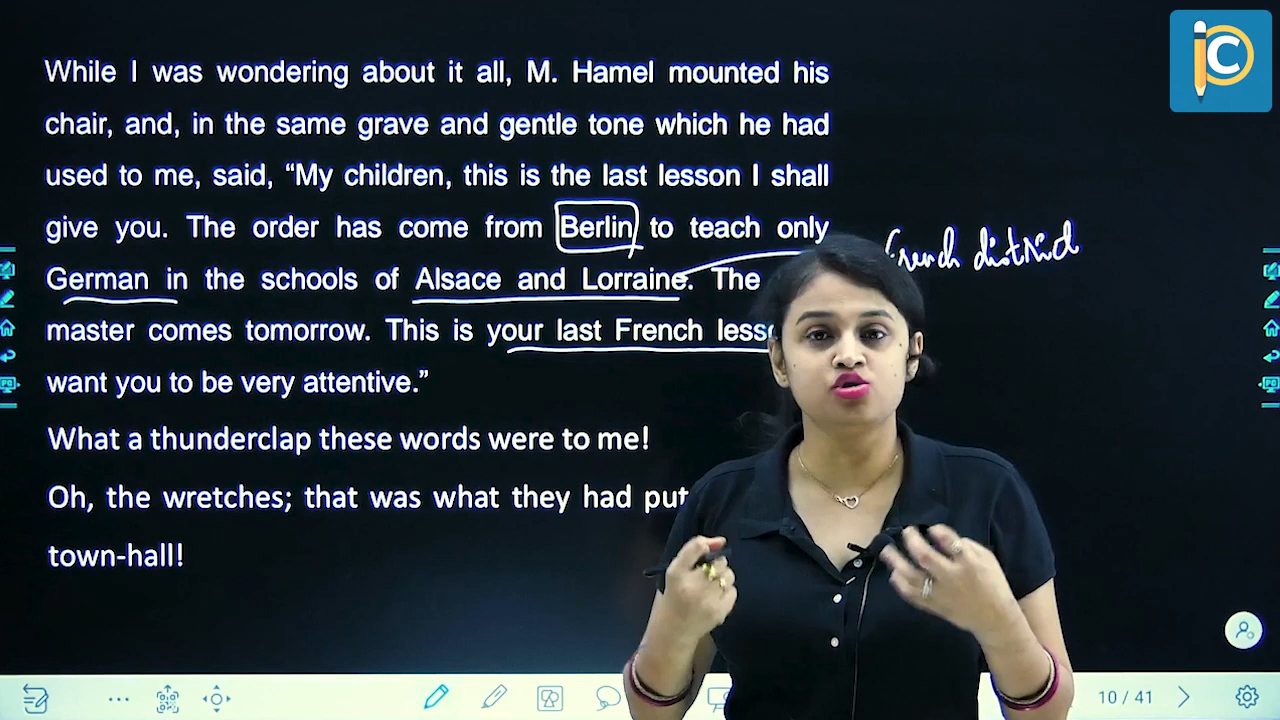 While I was wondering about it all, M. Hamel mounted his
chair, and, in the same grave and gentle tone which he had
used to me, said, “My children, this is the last lesson I shall
give you. The order has come from Berlin to teach only
German in the schools of Alsace and Lorraine. The
master comes tomorrow. This is your last French
want you to be very attentive.”
What a thunderclap these words were to me!
Oh, the wretches; that was what they had put
town-hall!
french district
PC
10 / 41